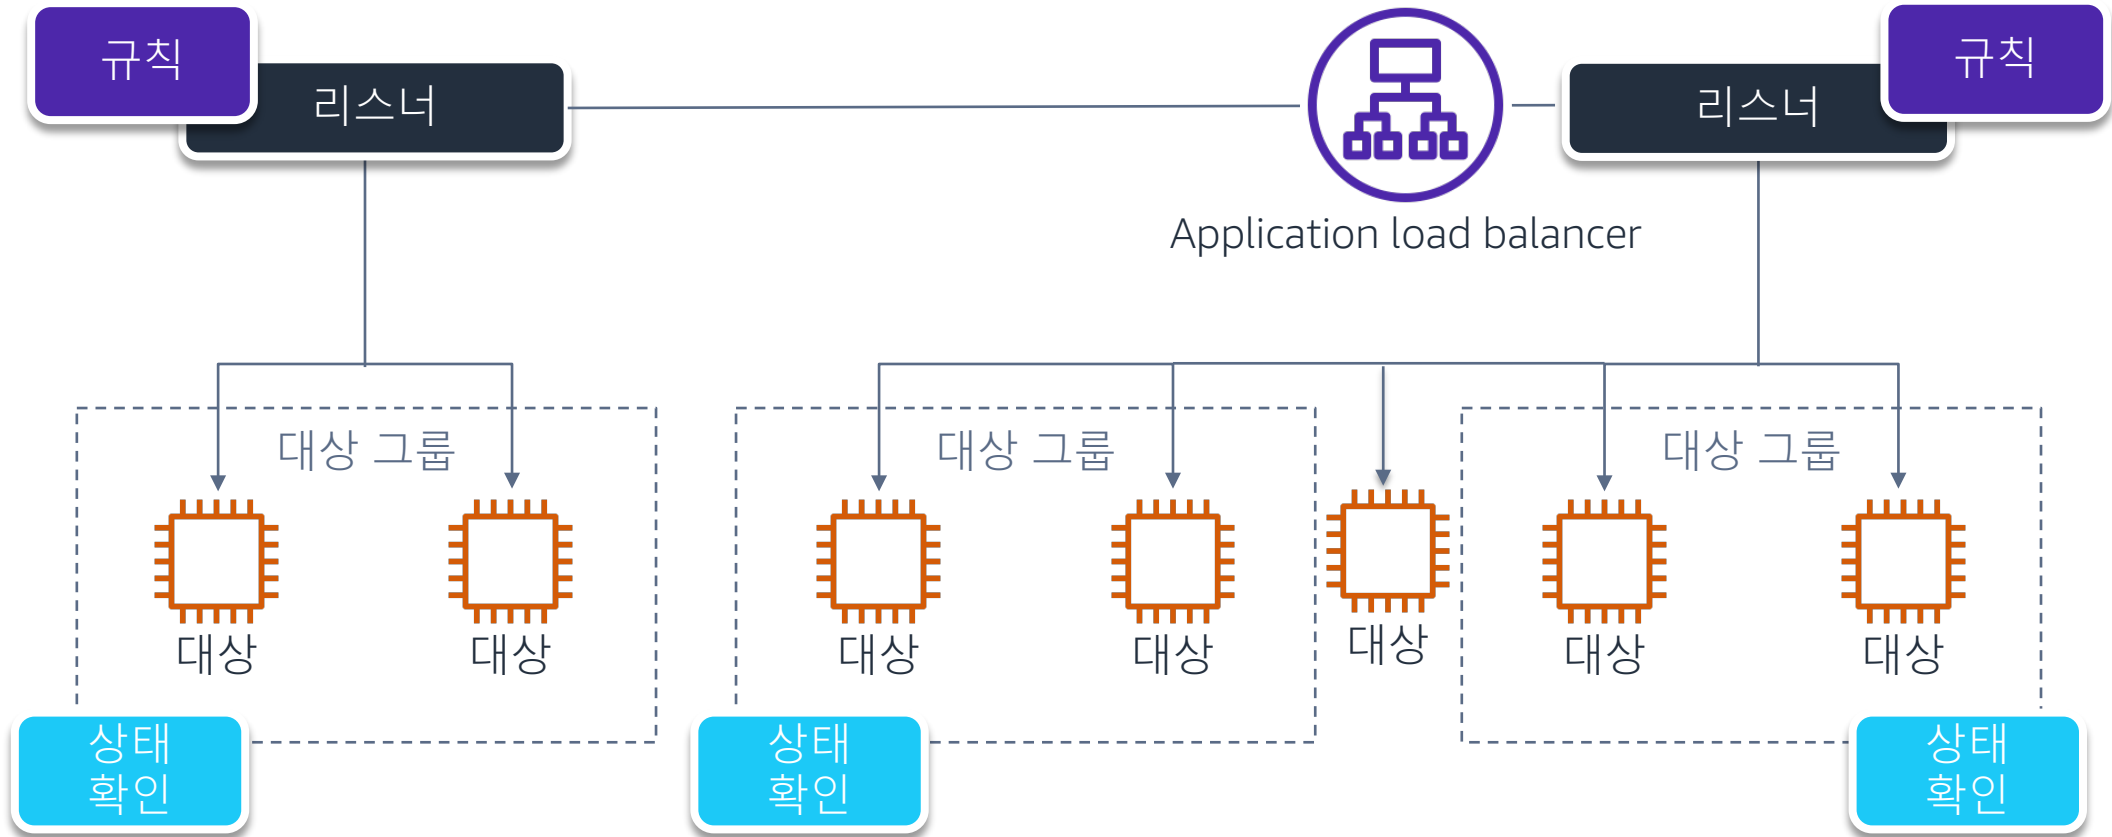 규칙
리스너
Application load balancer
리스너
규칙
대상 그룹
대상 그룹
대상 그룹
대상
대상
대상
대상
대상
대상
대상
상태
확인
상태
확인
상태
확인